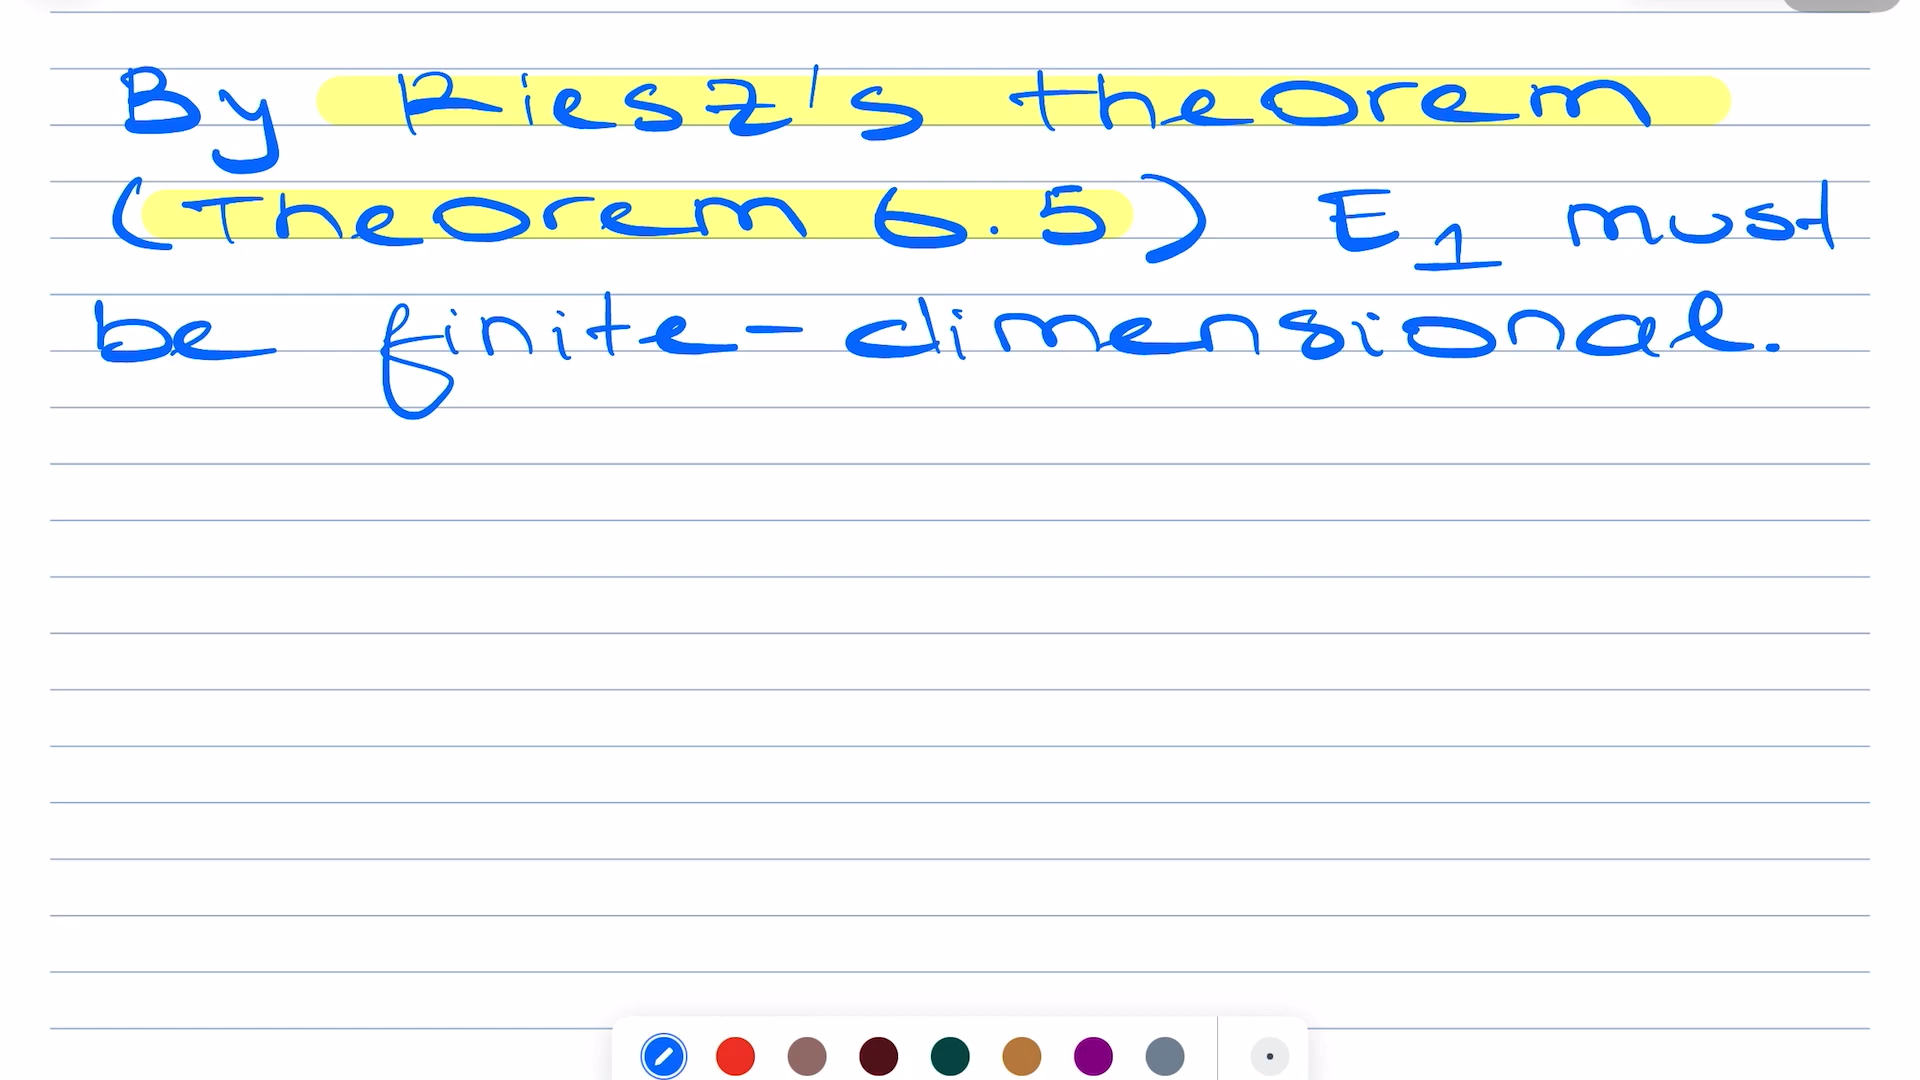 By Riesz's theorem
(Theorem 6.5) E₁ must
be finite-dimensional.